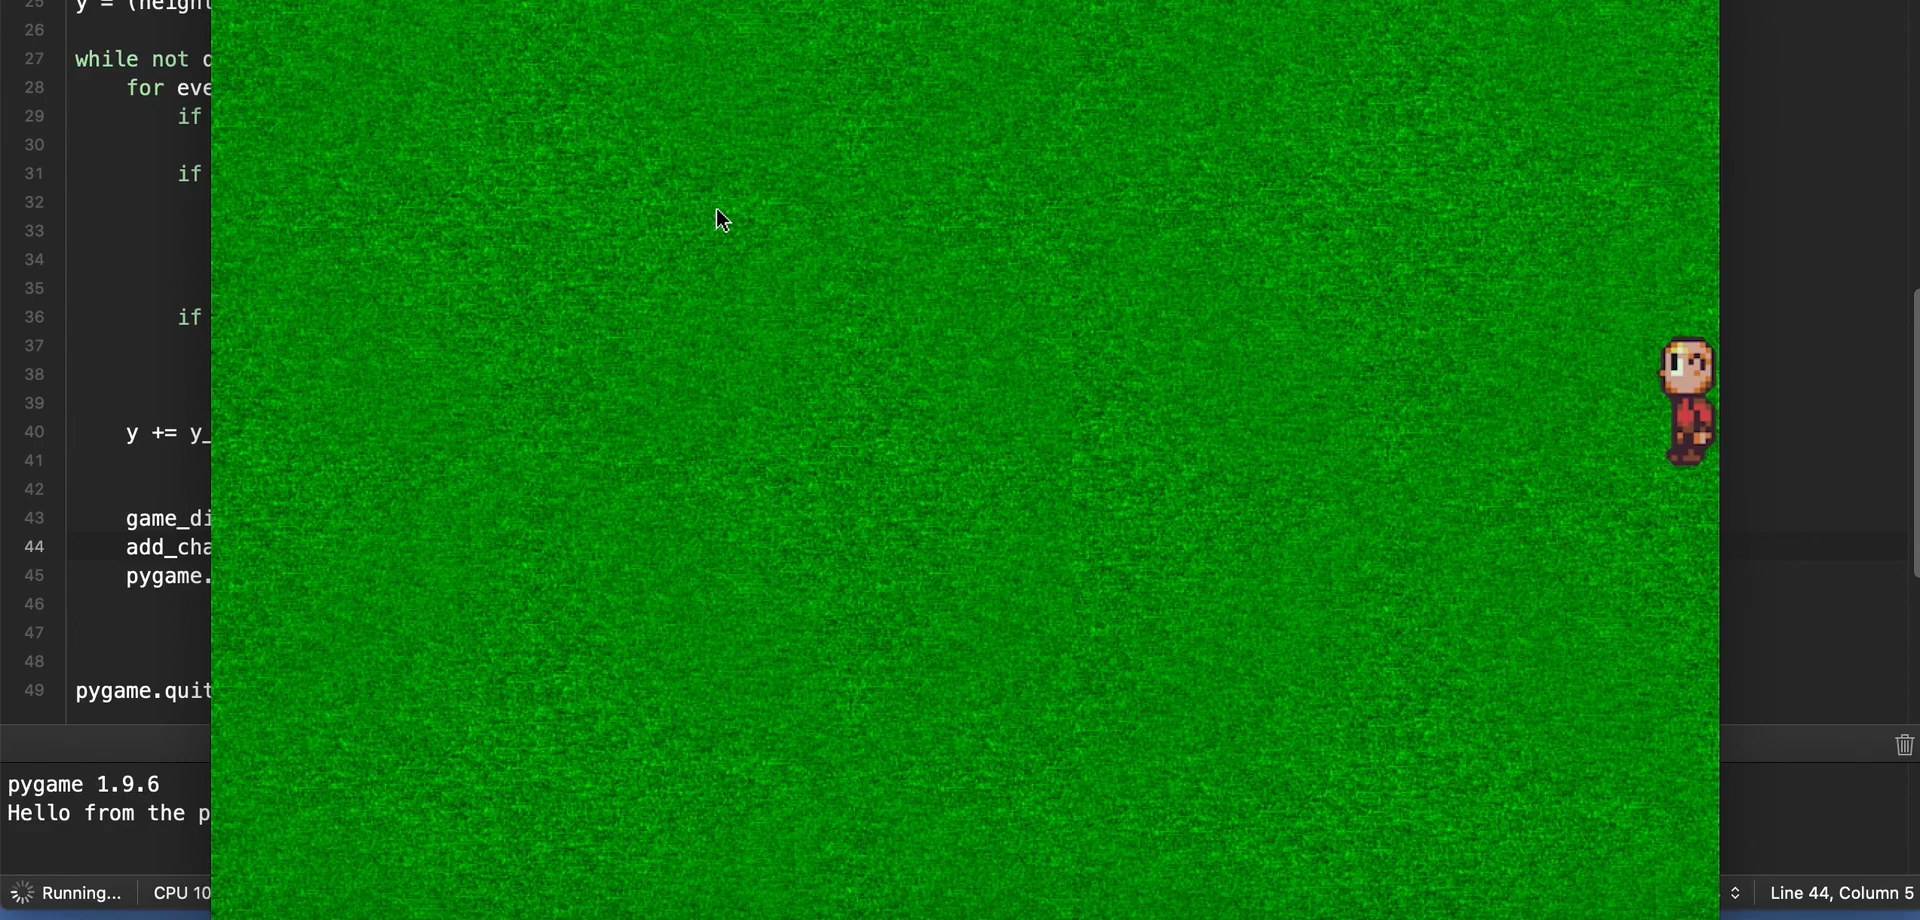 25 y = (height
26
27 while not d
28 for eve
29 if
30
31 if
32
33
34
35
36 if
37
38
39
40 y += y_
41
42
43 game_di
44 add_cha
45 pygame.
46
47
48
49 pygame.quit
pygame 1.9.6
Hello from the p
Running... CPU 10 Line 44, Column 5